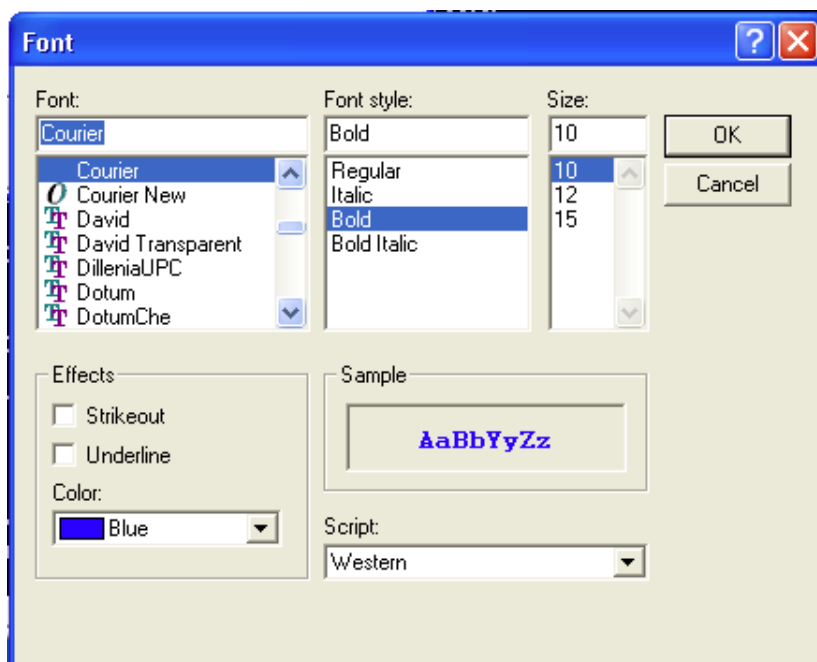 Font
Font:
Font style:
Size:
Courier
Bold
10
OK
Cancel
Courier
Courier New
David
David Transparent
DilleniaUPC
Dotum
DotumChe
Regular
Italic
Bold
Bold Italic
10
12
15
Effects
Strikeout
Underline
Color:
Blue
Sample
AaBbYyZz
Script:
Western